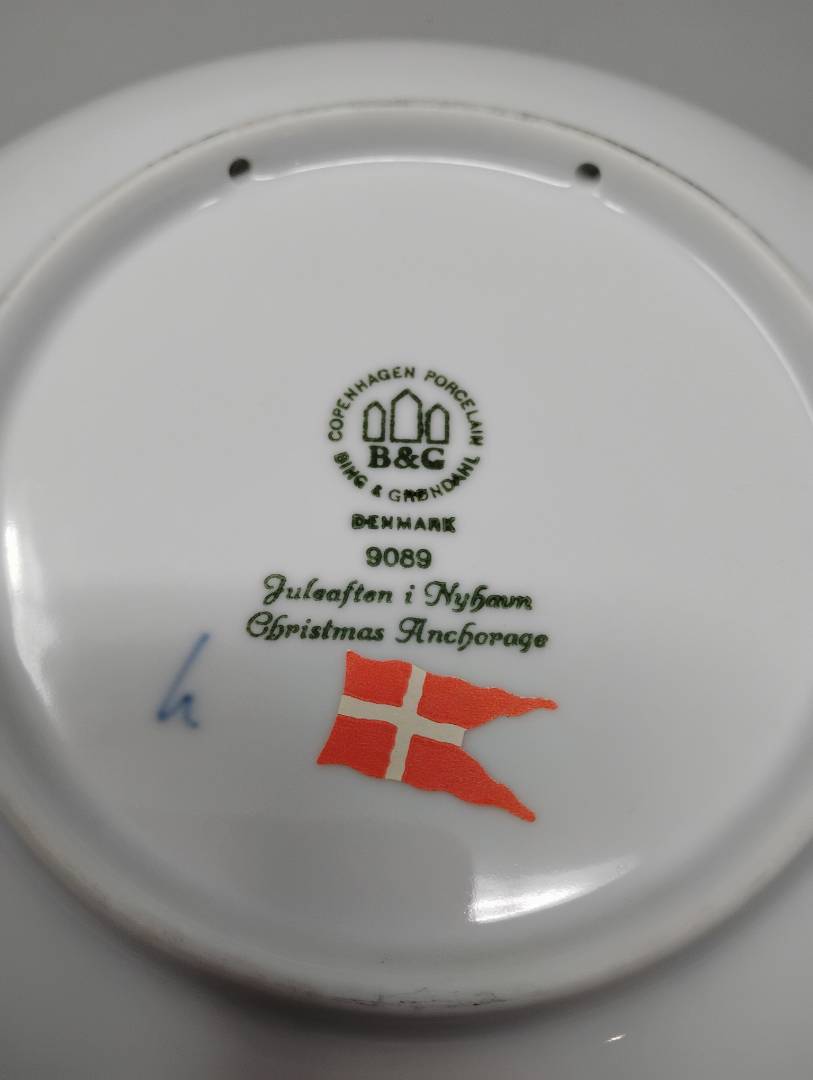 COPENHAGEN PORCELAIN
B&G
BING & GRØNDAHL
DENMARK
9089
Juleaften i Nyhavn
Christmas Anchorage
h